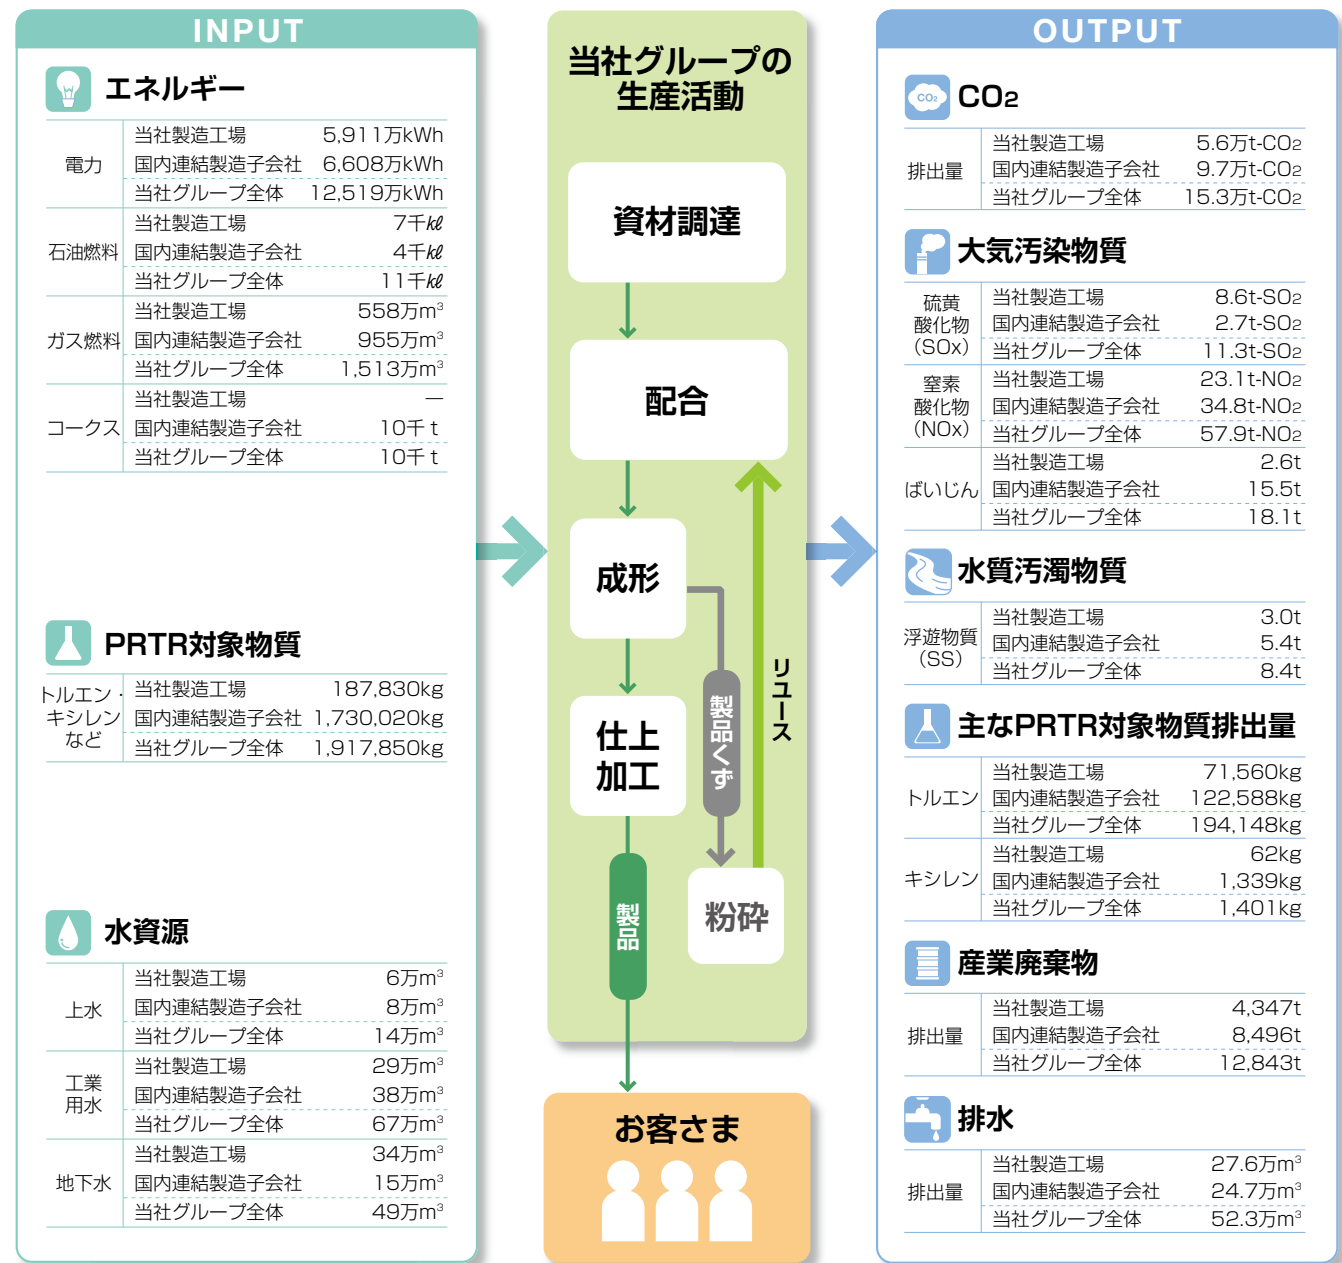 INPUT
エネルギー
電力
当社製造工場 5,911万kWh
国内連結製造子会社 6,608万kWh
当社グループ全体 12,519万kWh
石油燃料
当社製造工場 7千㎘
国内連結製造子会社 4千㎘
当社グループ全体 11千㎘
ガス燃料
当社製造工場 558万m³
国内連結製造子会社 955万m³
当社グループ全体 1,513万m³
コークス
当社製造工場 —
国内連結製造子会社 10千t
当社グループ全体 10千t
PRTR対象物質
トルエン・
キシレン
など
当社製造工場 187,830kg
国内連結製造子会社 1,730,020kg
当社グループ全体 1,917,850kg
水資源
上水
当社製造工場 6万m³
国内連結製造子会社 8万m³
当社グループ全体 14万m³
工業
用水
当社製造工場 29万m³
国内連結製造子会社 38万m³
当社グループ全体 67万m³
地下水
当社製造工場 34万m³
国内連結製造子会社 15万m³
当社グループ全体 49万m³
当社グループの
生産活動
資材調達
配合
成形
仕上
加工
製品くず
リユース
粉砕
製品
お客さま
OUTPUT
CO₂
CO₂
排出量
当社製造工場 5.6万t-CO₂
国内連結製造子会社 9.7万t-CO₂
当社グループ全体 15.3万t-CO₂
大気汚染物質
硫黄
酸化物
（SOx）
当社製造工場 8.6t-SO₂
国内連結製造子会社 2.7t-SO₂
当社グループ全体 11.3t-SO₂
窒素
酸化物
（NOx）
当社製造工場 23.1t-NO₂
国内連結製造子会社 34.8t-NO₂
当社グループ全体 57.9t-NO₂
ばいじん
当社製造工場 2.6t
国内連結製造子会社 15.5t
当社グループ全体 18.1t
水質汚濁物質
浮遊物質
（SS）
当社製造工場 3.0t
国内連結製造子会社 5.4t
当社グループ全体 8.4t
主なPRTR対象物質排出量
トルエン
当社製造工場 71,560kg
国内連結製造子会社 122,588kg
当社グループ全体 194,148kg
キシレン
当社製造工場 62kg
国内連結製造子会社 1,339kg
当社グループ全体 1,401kg
産業廃棄物
排出量
当社製造工場 4,347t
国内連結製造子会社 8,496t
当社グループ全体 12,843t
排水
排出量
当社製造工場 27.6万m³
国内連結製造子会社 24.7万m³
当社グループ全体 52.3万m³